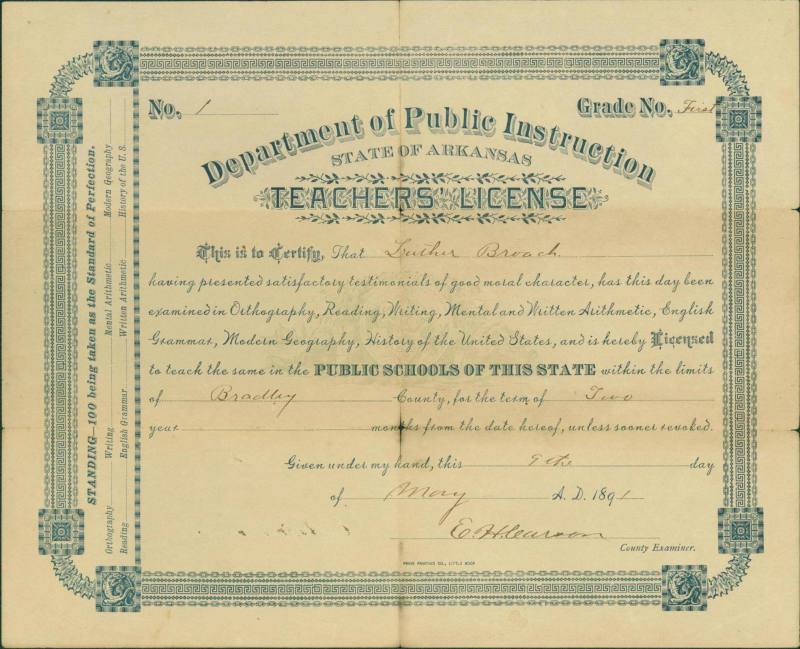 No. 1 Grade No. First
Department of Public Instruction
STATE OF ARKANSAS
TEACHERS' LICENSE
This is to Certify, That Luther Broach
having presented satisfactory testimonials of good moral character, has this day been
examined in Orthography, Reading, Writing, Mental and Written Arithmetic, English
Grammar, Modern Geography, History of the United States, and is hereby Licensed
to teach the same in the PUBLIC SCHOOLS OF THIS STATE within the limits
of Bradley County, for the term of Two
year months from the date hereof, unless sooner revoked.
Given under my hand, this 9th day
of May A. D. 1891
E. H.
County Examiner.
PRESS PRINTING CO., LITTLE ROCK
STANDING—100 being taken as the Standard of Perfection.
Orthography Writing Mental Arithmetic Modern Geography
Reading English Grammar Written Arithmetic History of the U. S.